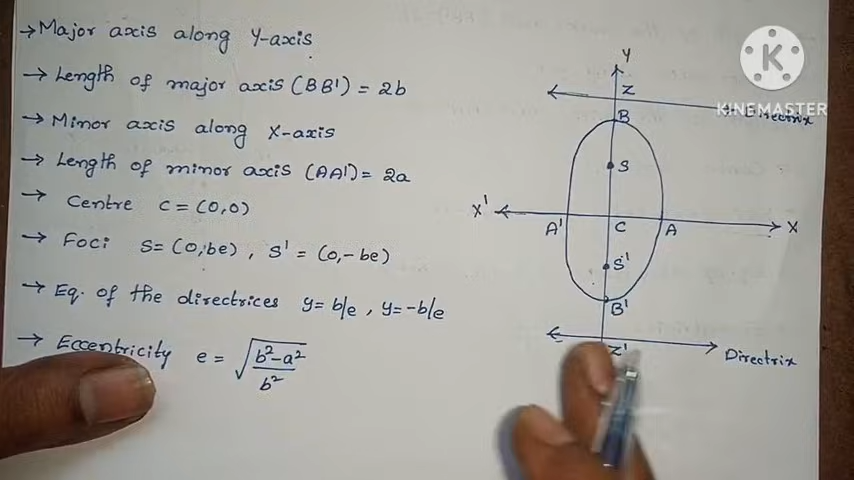 →Major axis along Y-axis
→ Length of major axis (BB') = 2b
→ Minor axis along X-axis
→ Length of minor axis (AA') = 2a
→ Centre C = (0,0)
→ Foci S = (0,be), S' = (0,-be)
→ Eq. of the directrices y = b/e, y = -b/e
→ Eccentricity e = √((b²-a²)/b²)
Y
Z
Directrix
B
S
X' A' C A X
S'
B'
Z'
Directrix
K
KINEMASTER